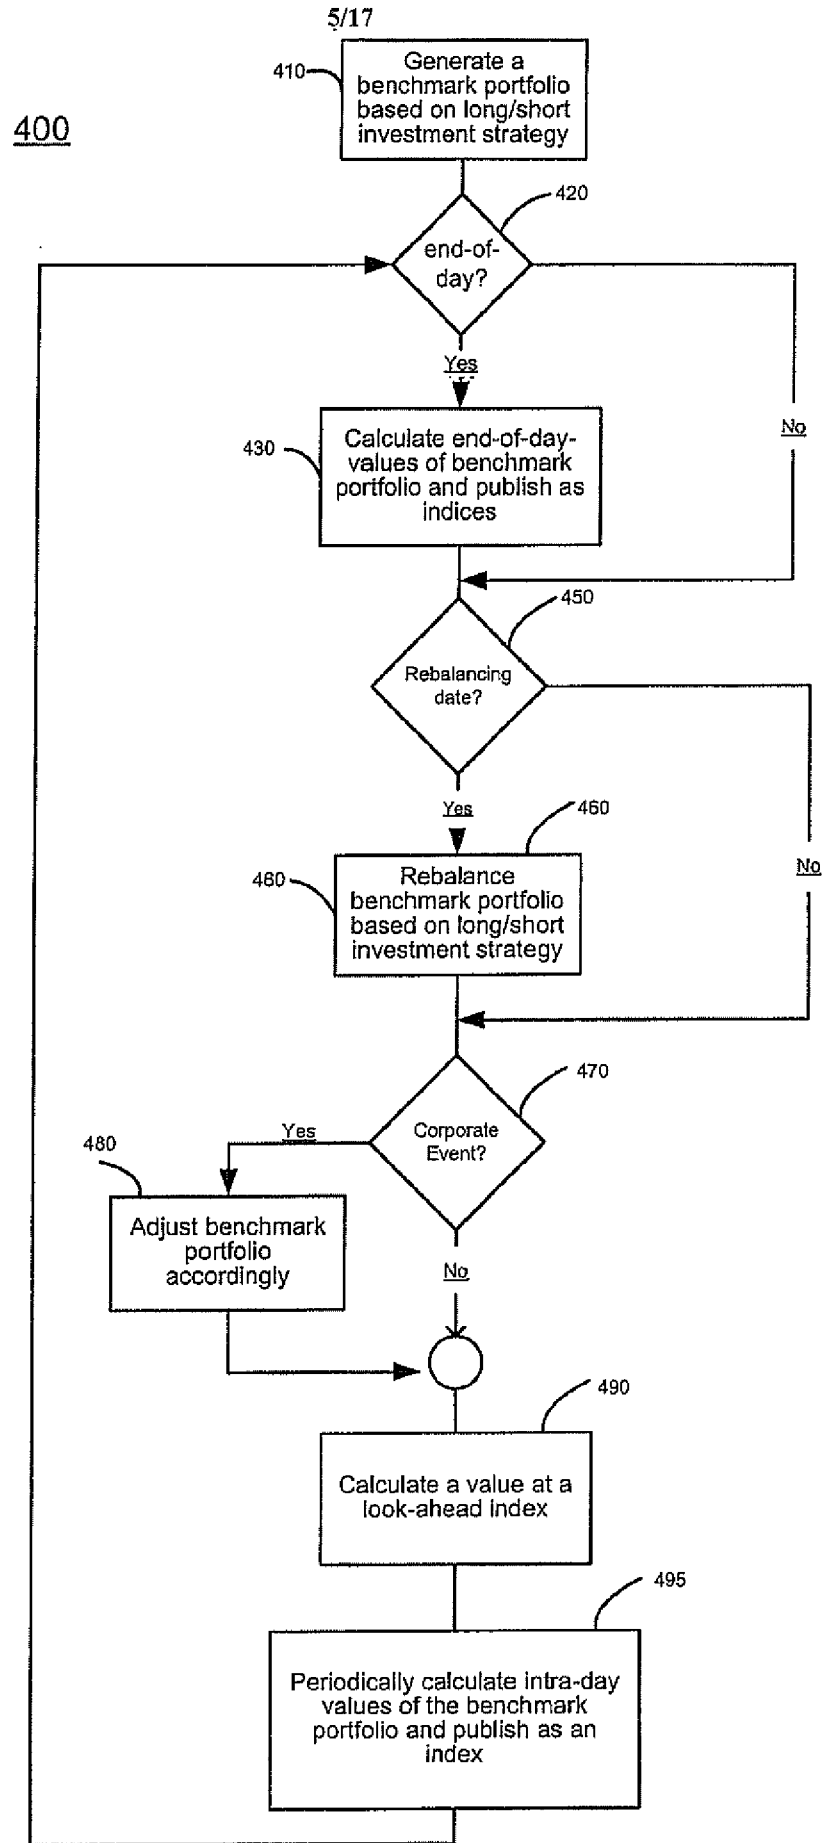 5/17
400
410
Generate a
benchmark portfolio
based on long/short
investment strategy
420
end-of-
day?
Yes
No
430
Calculate end-of-day-
values of benchmark
portfolio and publish as
indices
450
Rebalancing
date?
Yes
460
No
460
Rebalance
benchmark portfolio
based on long/short
investment strategy
470
Corporate
Event?
Yes
480
Adjust benchmark
portfolio
accordingly
No
490
Calculate a value at a
look-ahead index
495
Periodically calculate intra-day
values of the benchmark
portfolio and publish as an
index